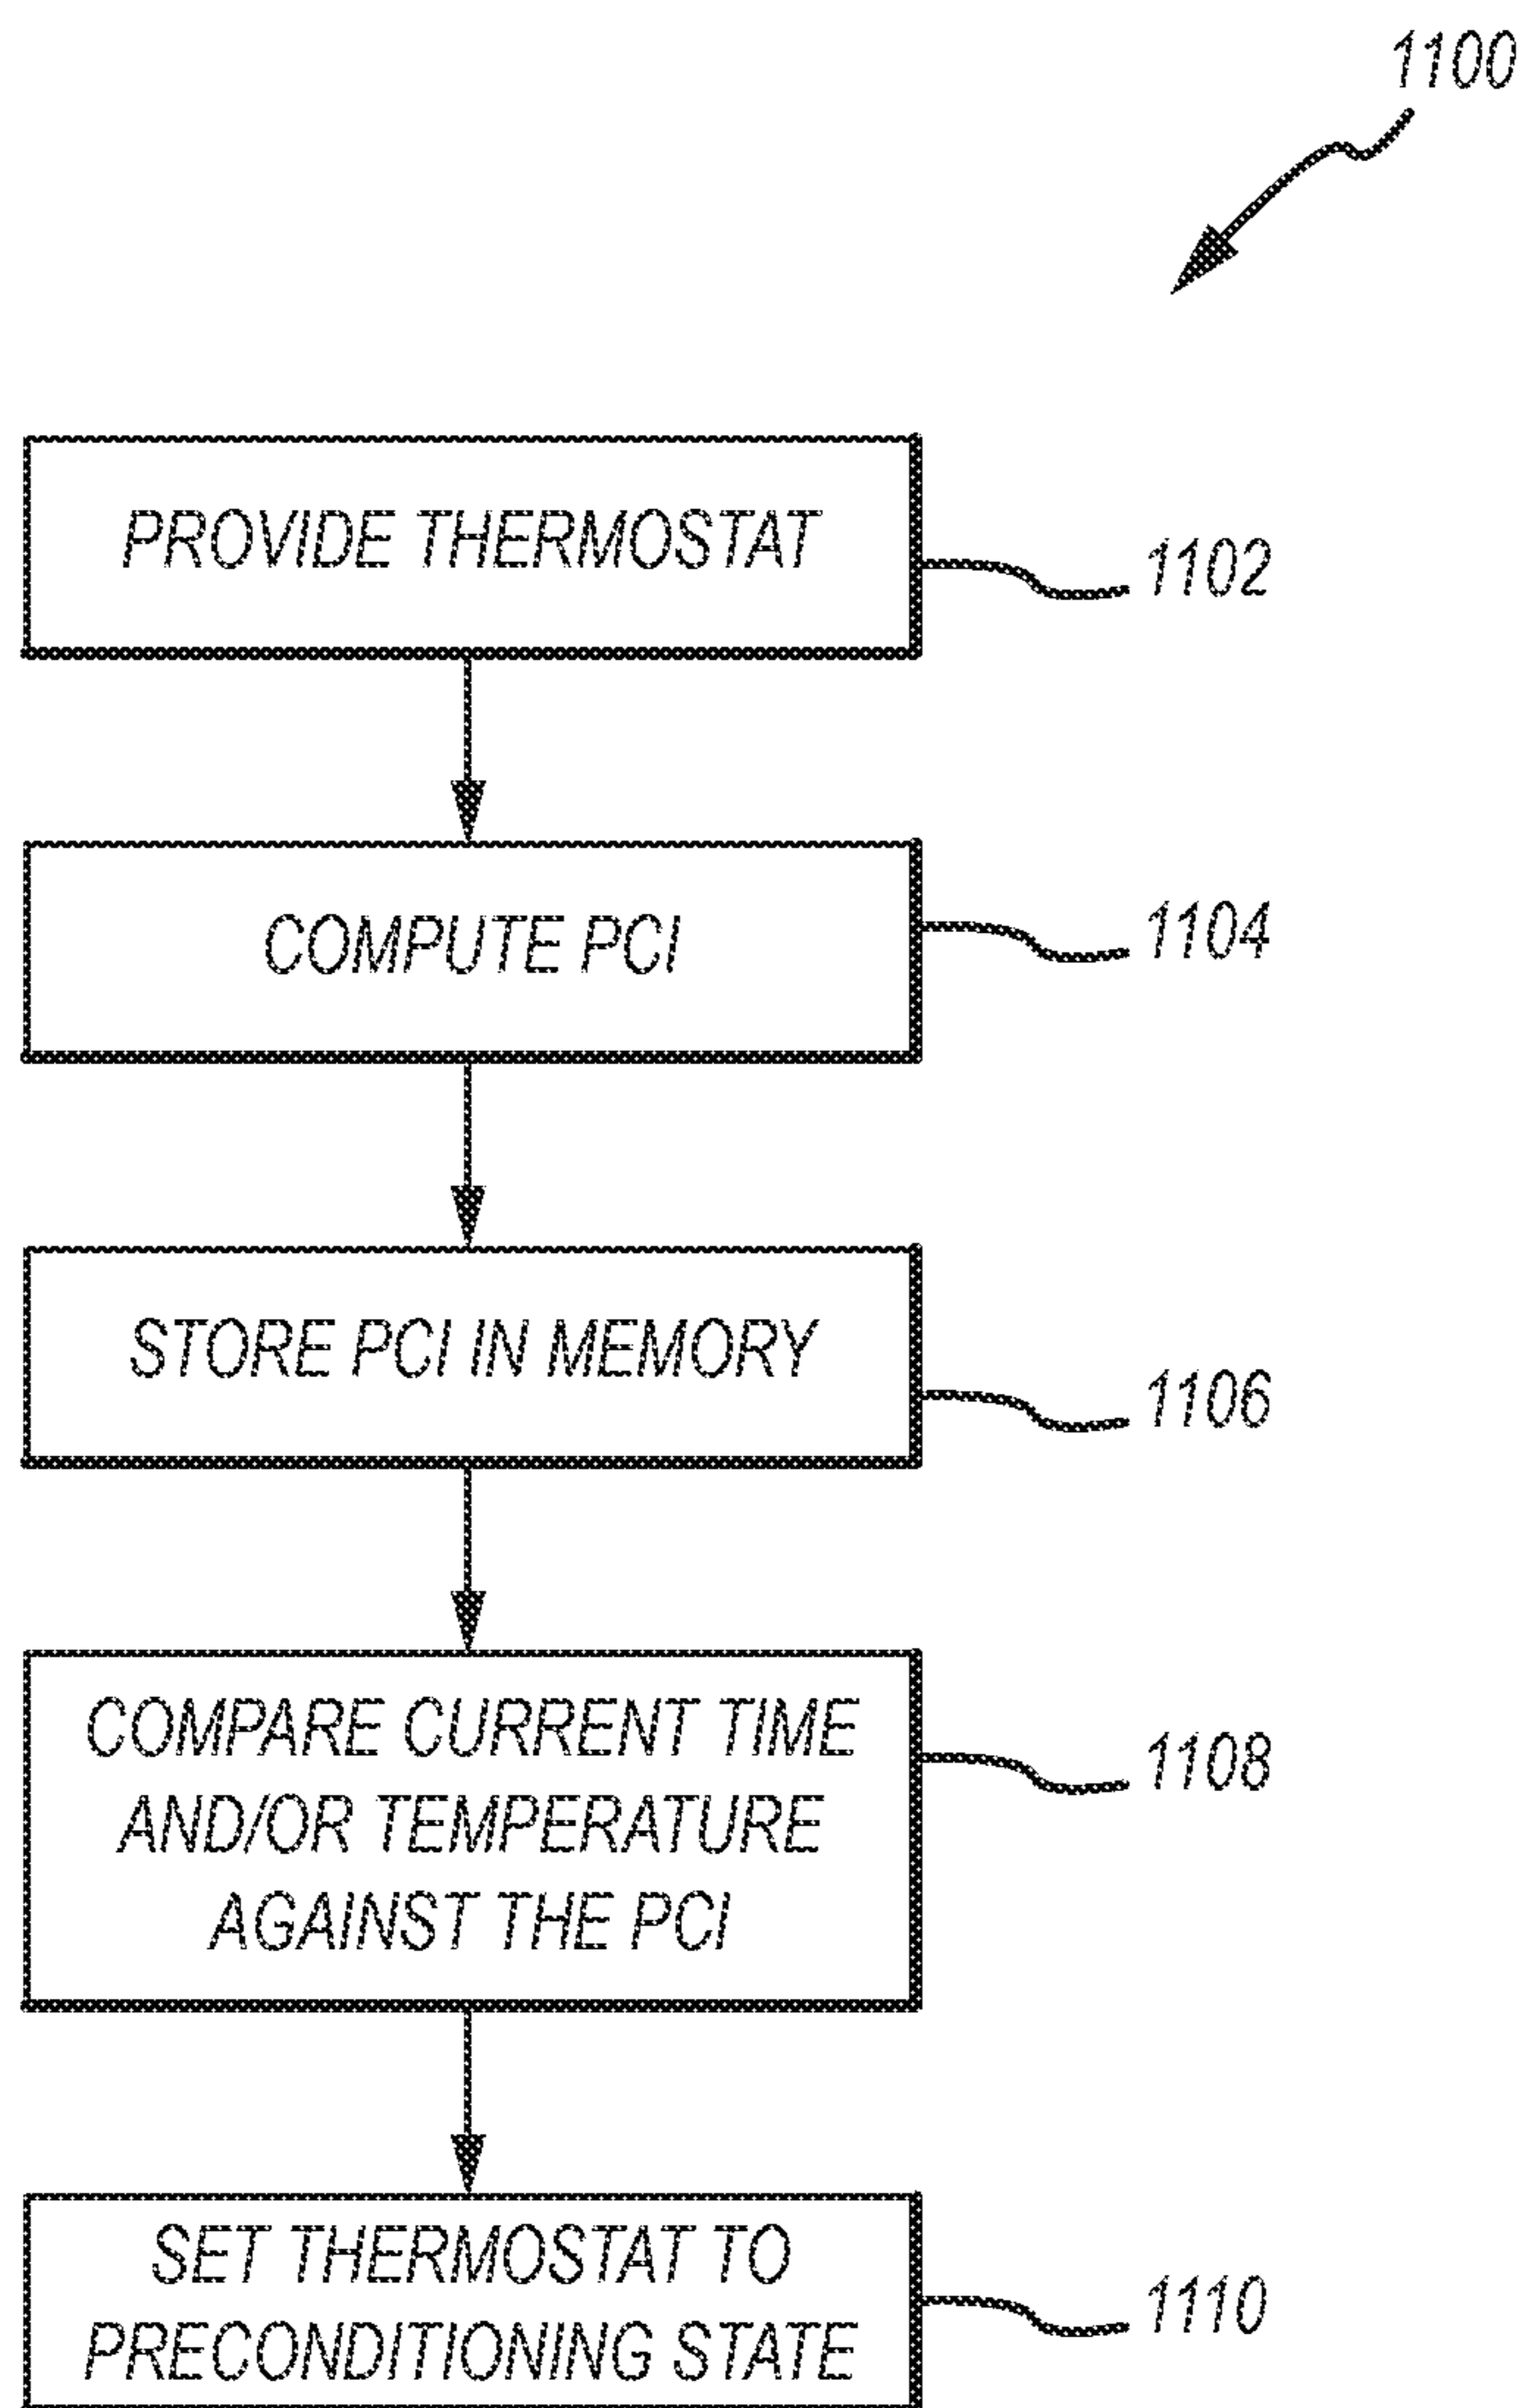 1100
PROVIDE THERMOSTAT
1102
COMPUTE PCI
1104
STORE PCI IN MEMORY
1106
COMPARE CURRENT TIME
AND/OR TEMPERATURE
AGAINST THE PCI
1108
SET THERMOSTAT TO
PRECONDITIONING STATE
1110